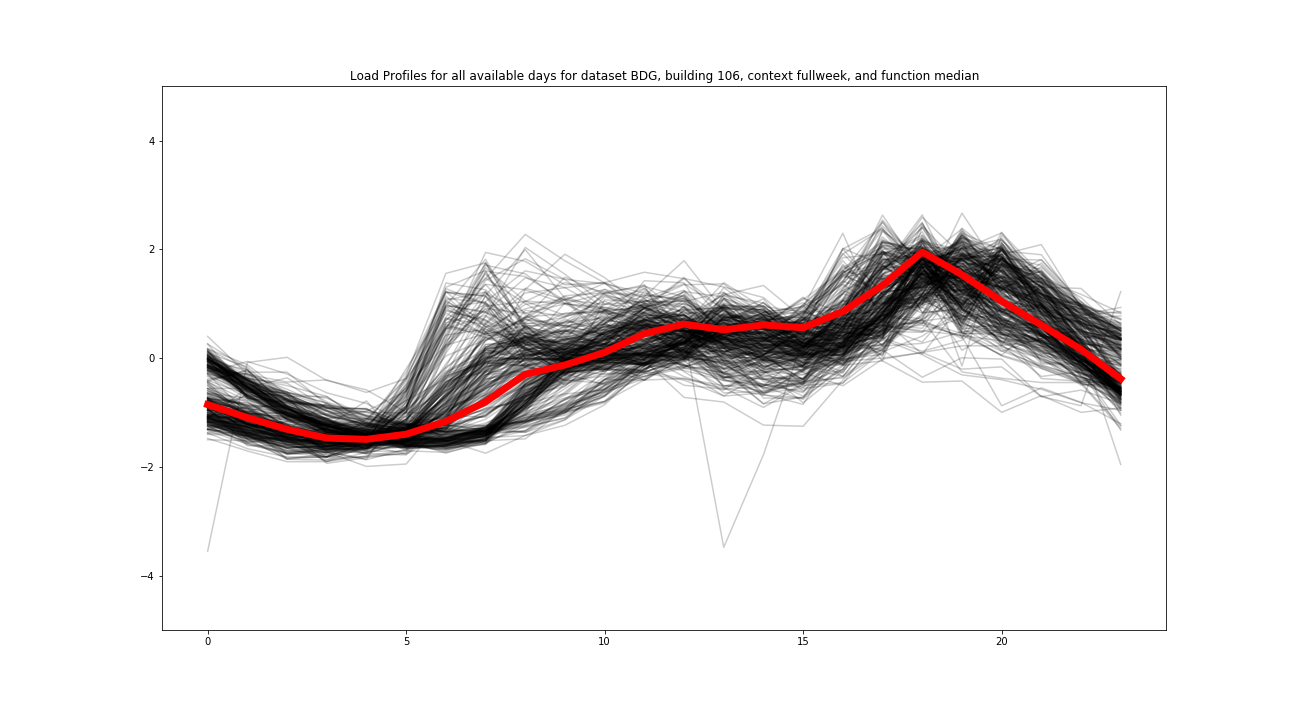 Load Profiles for all available days for dataset BDG, building 106, context fullweek, and function median
4
2
0
−2
−4
0 5 10 15 20